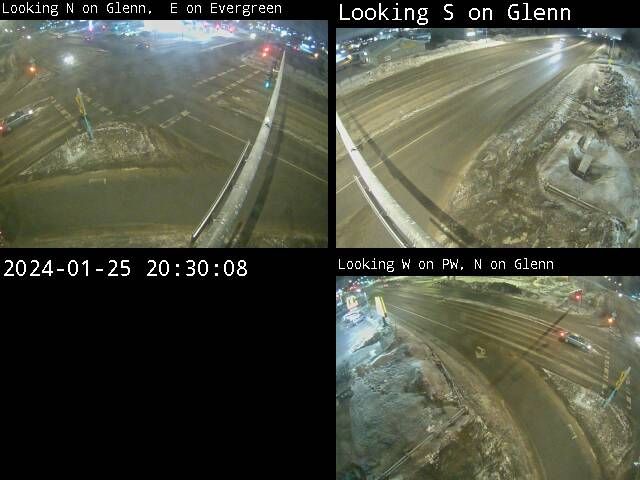 Looking N on Glenn,  E on Evergreen
Looking S on Glenn
2024-01-25 20:30:08
Looking W on PW, N on Glenn